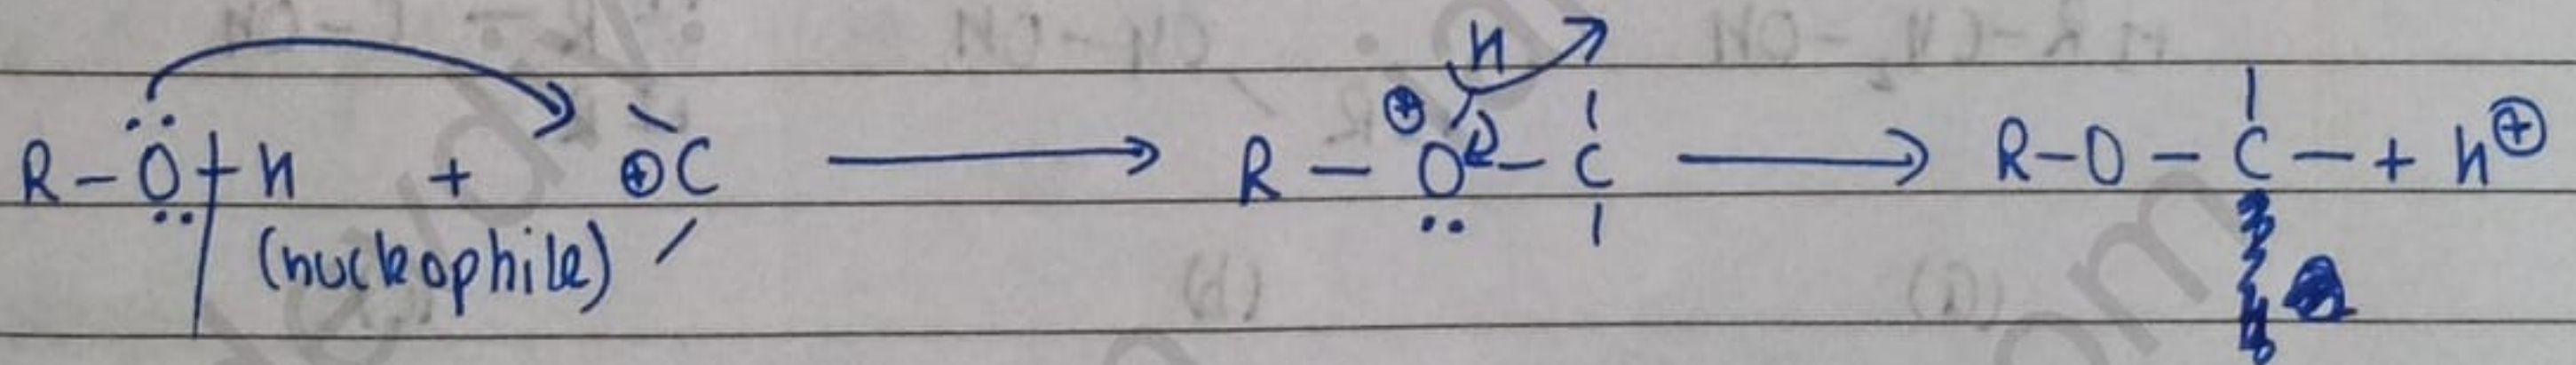 R-Ö-H + ⊕C ⟶ R-O⊕(H)-C ⟶ R-O-C- + H⊕
(nucleophile)